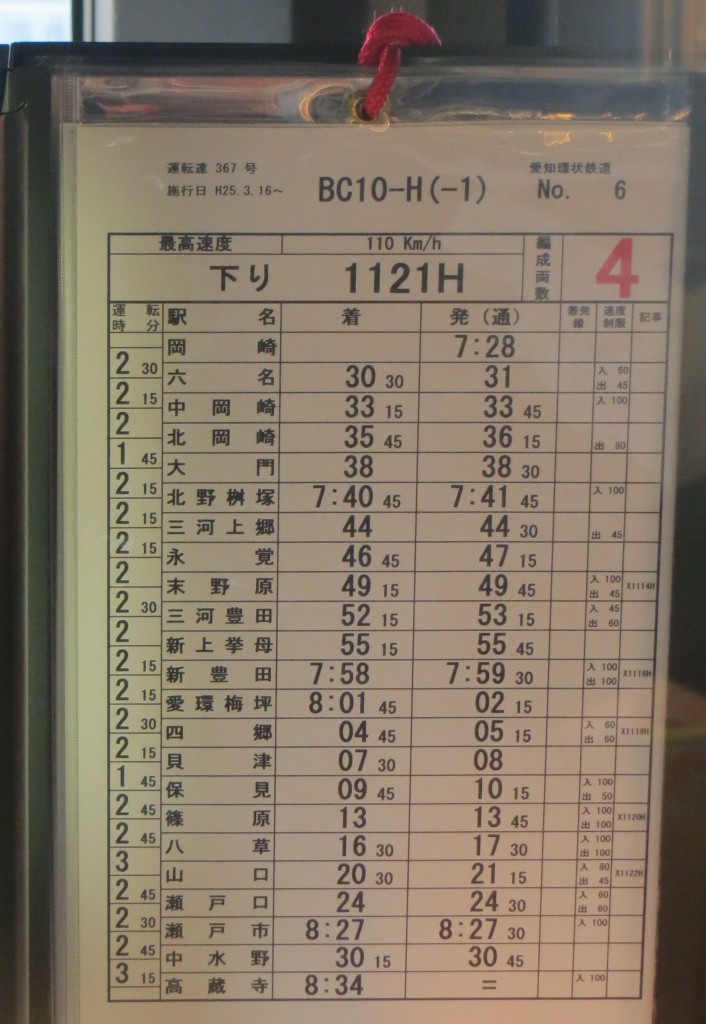 運転達 367 号
愛知環状鉄道
施行日 H25.3.16～
BC10-H(-1)
No. 6
最高速度 110 Km/h
編成両数
4
下り 1121H
運転時分 駅名 着 発(通) 着発線 速度制限 記事
岡崎 7:28
2 30
六名 30 30 31 入 60 出 45
2 15
中岡崎 33 15 33 45 入 100
2
北岡崎 35 45 36 15 出 80
1 45
大門 38 38 30
2 15
北野桝塚 7:40 45 7:41 45 入 100
2 15
三河上郷 44 44 30 出 45
2 15
永覚 46 45 47 15
2
末野原 49 15 49 45 入 100 出 45 X1114H
2 30
三河豊田 52 15 53 15 入 45 出 60
2
新上挙母 55 15 55 45
2 15
新豊田 7:58 7:59 30 入 100 出 100 X1116H
2 15
愛環梅坪 8:01 45 02 15
2 30
四郷 04 45 05 15 入 60 出 60 X1118H
2 15
貝津 07 30 08
1 45
保見 09 45 10 15 入 100 出 50
2 45
篠原 13 13 45 入 100 出 100 X1120H
2 45
八草 16 30 17 30 入 100 出 100
3
山口 20 30 21 15 入 80 出 45 X1122H
2 45
瀬戸口 24 24 30 入 60 出 60
2 30
瀬戸市 8:27 8:27 30 入 100
2 45
中水野 30 15 30 45
3 15
高蔵寺 8:34 = 入 100